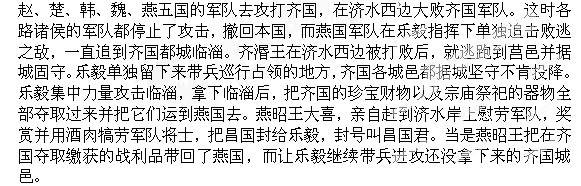 赵、楚、韩、魏、燕五国的军队去攻打齐国，在济水西边大败齐国军队。这时各
路诸侯的军队都停止了攻击，撤回本国，而燕国军队在乐毅指挥下单独追击败逃
之敌，一直追到齐国都城临淄。齐湣王在济水西边被打败后，就逃跑到莒邑并据
城固守。乐毅单独留下来带兵巡行占领的地方，齐国各城邑都据城坚守不肯投降。
乐毅集中力量攻击临淄，拿下临淄后，把齐国的珍宝财物以及宗庙祭祀的器物全
部夺取过来并把它们运到燕国去。燕昭王大喜，亲自赶到济水岸上慰劳军队，奖
赏并用酒肉犒劳军队将士，把昌国封给乐毅，封号叫昌国君。当是燕昭王把在齐
国夺取缴获的战利品带回了燕国，而让乐毅继续带兵进攻还没拿下来的齐国城
邑。